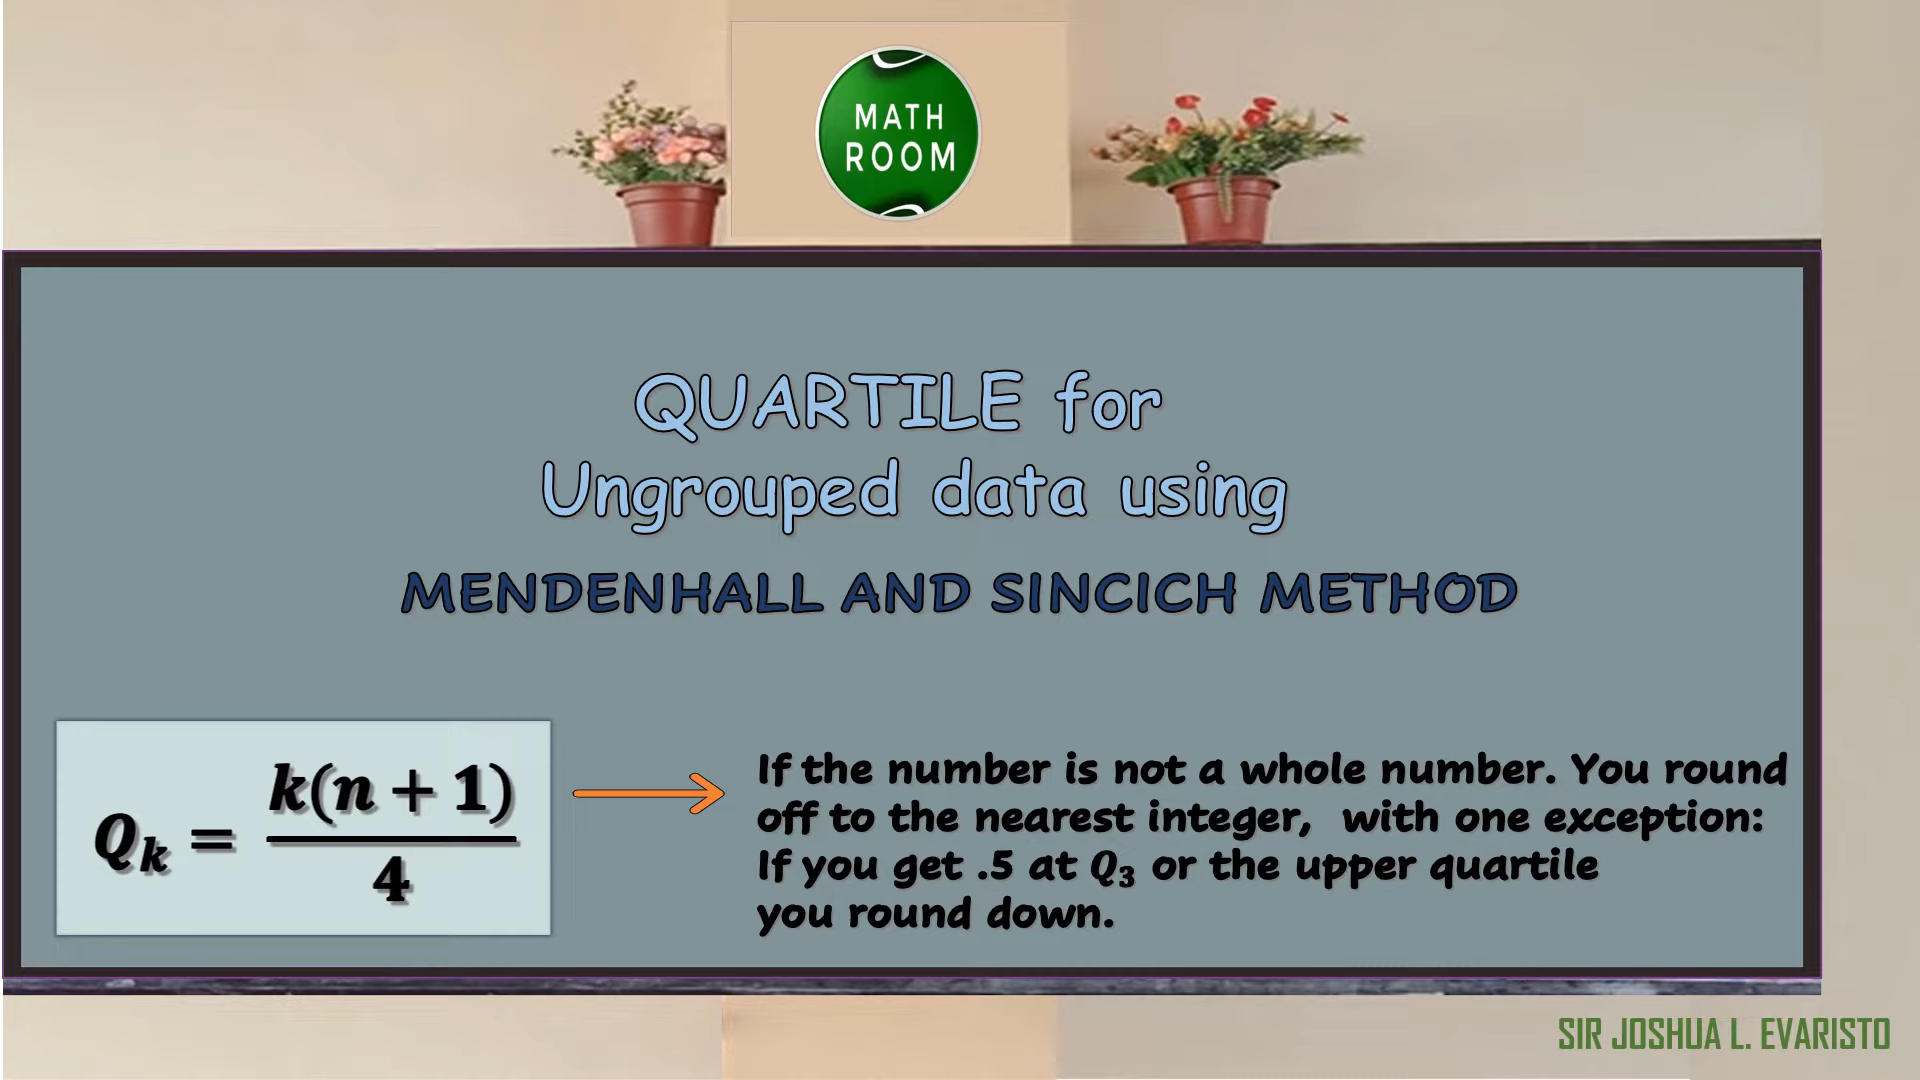 MATH
ROOM
QUARTILE for
Ungrouped data using
MENDENHALL AND SINCICH METHOD
Qₖ = k(n + 1) / 4
If the number is not a whole number. You round
off to the nearest integer, with one exception:
If you get .5 at Q₃ or the upper quartile
you round down.
SIR JOSHUA L. EVARISTO